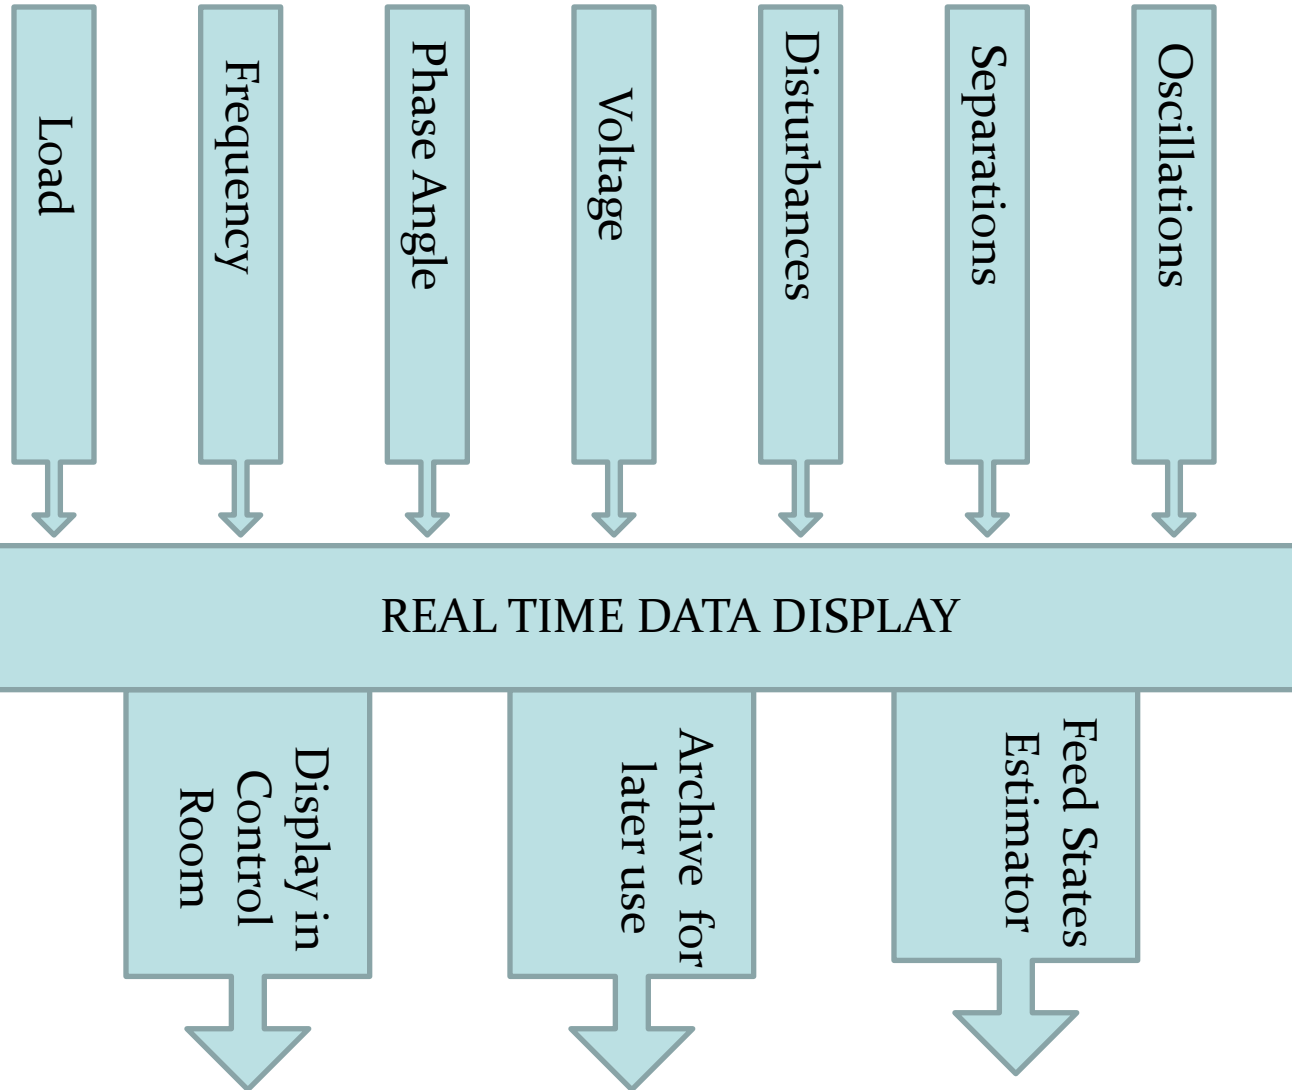 Load
Frequency
Phase Angle
Voltage
Disturbances
Separations
Oscillations
REAL TIME DATA DISPLAY
Display in
Control
Room
Archive for
later use
Feed States
Estimator